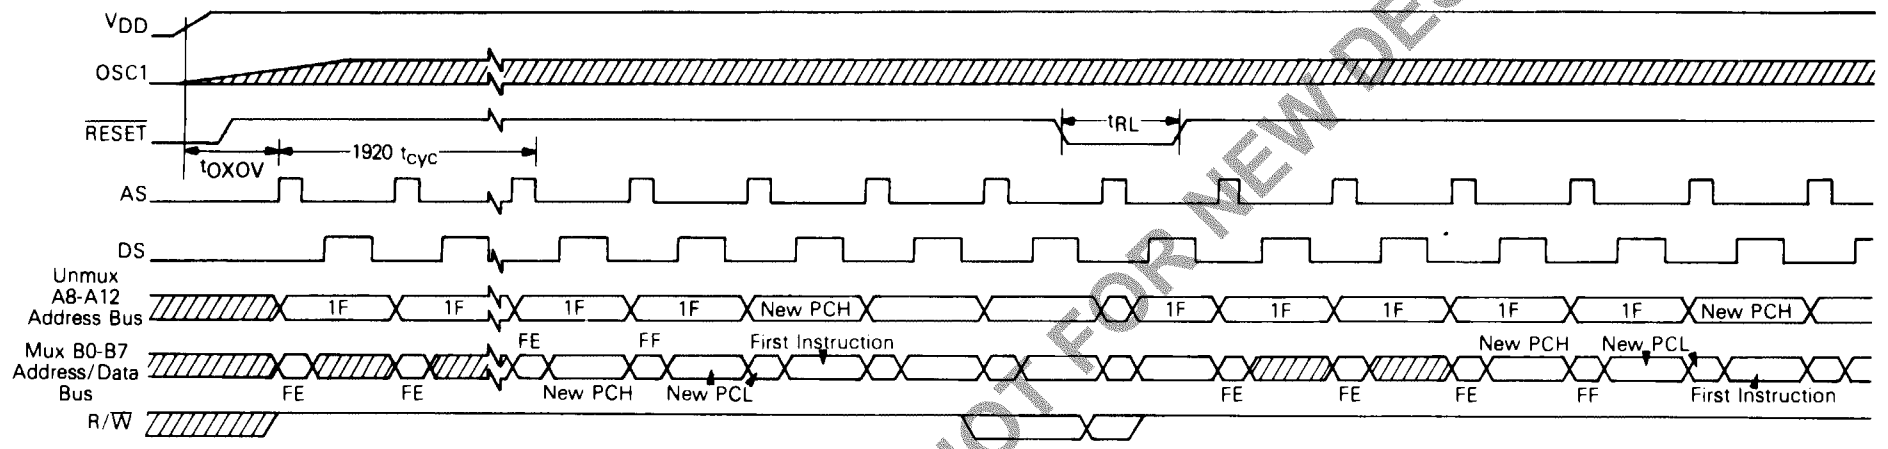 VDD
OSC1
RESET
tRL
tOXOV
1920 tcyc
AS
DS
Unmux
A8-A12
Address Bus
1F 1F 1F 1F New PCH 1F 1F 1F 1F 1F New PCH
FE FF First Instruction New PCH New PCL
Mux B0-B7
Address/Data
Bus
FE FE New PCH New PCL FE FE FE FF First Instruction
R/W
NOT FOR NEW DES